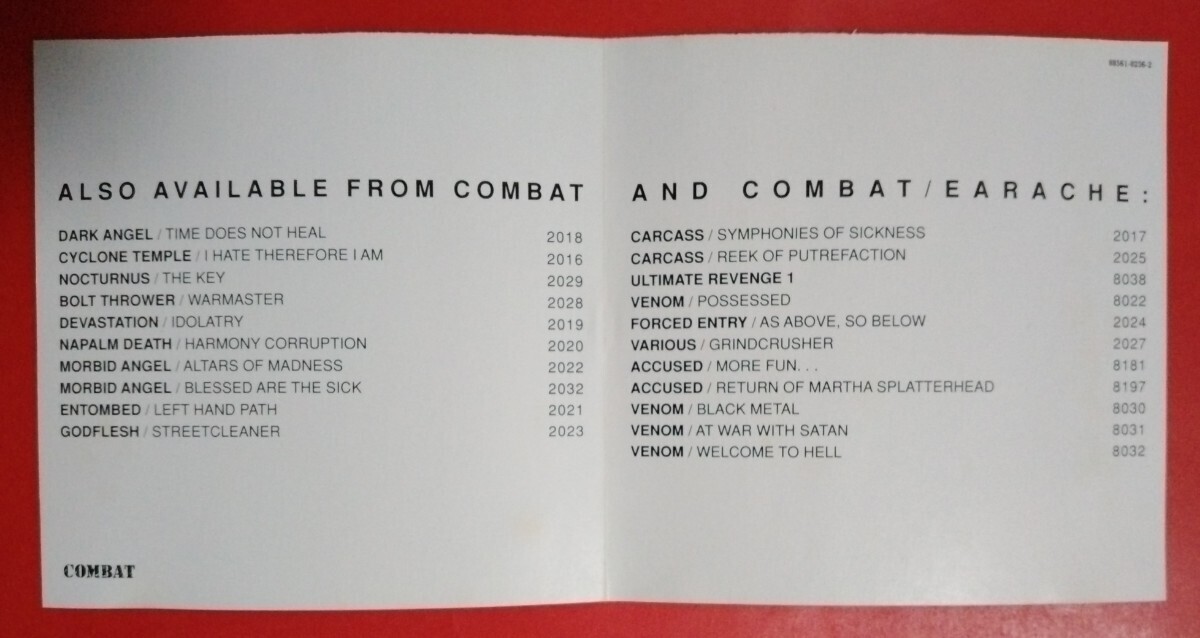 ALSO AVAILABLE FROM COMBAT
DARK ANGEL / TIME DOES NOT HEAL 2018
CYCLONE TEMPLE / I HATE THEREFORE I AM 2016
NOCTURNUS / THE KEY 2029
BOLT THROWER / WARMASTER 2028
DEVASTATION / IDOLATRY 2019
NAPALM DEATH / HARMONY CORRUPTION 2020
MORBID ANGEL / ALTARS OF MADNESS 2022
MORBID ANGEL / BLESSED ARE THE SICK 2032
ENTOMBED / LEFT HAND PATH 2021
GODFLESH / STREETCLEANER 2023
COMBAT
AND COMBAT / EARACHE:
CARCASS / SYMPHONIES OF SICKNESS 2017
CARCASS / REEK OF PUTREFACTION 2025
ULTIMATE REVENGE 1 8038
VENOM / POSSESSED 8022
FORCED ENTRY / AS ABOVE, SO BELOW 2024
VARIOUS / GRINDCRUSHER 2027
ACCUSED / MORE FUN. . . 8181
ACCUSED / RETURN OF MARTHA SPLATTERHEAD 8197
VENOM / BLACK METAL 8030
VENOM / AT WAR WITH SATAN 8031
VENOM / WELCOME TO HELL 8032